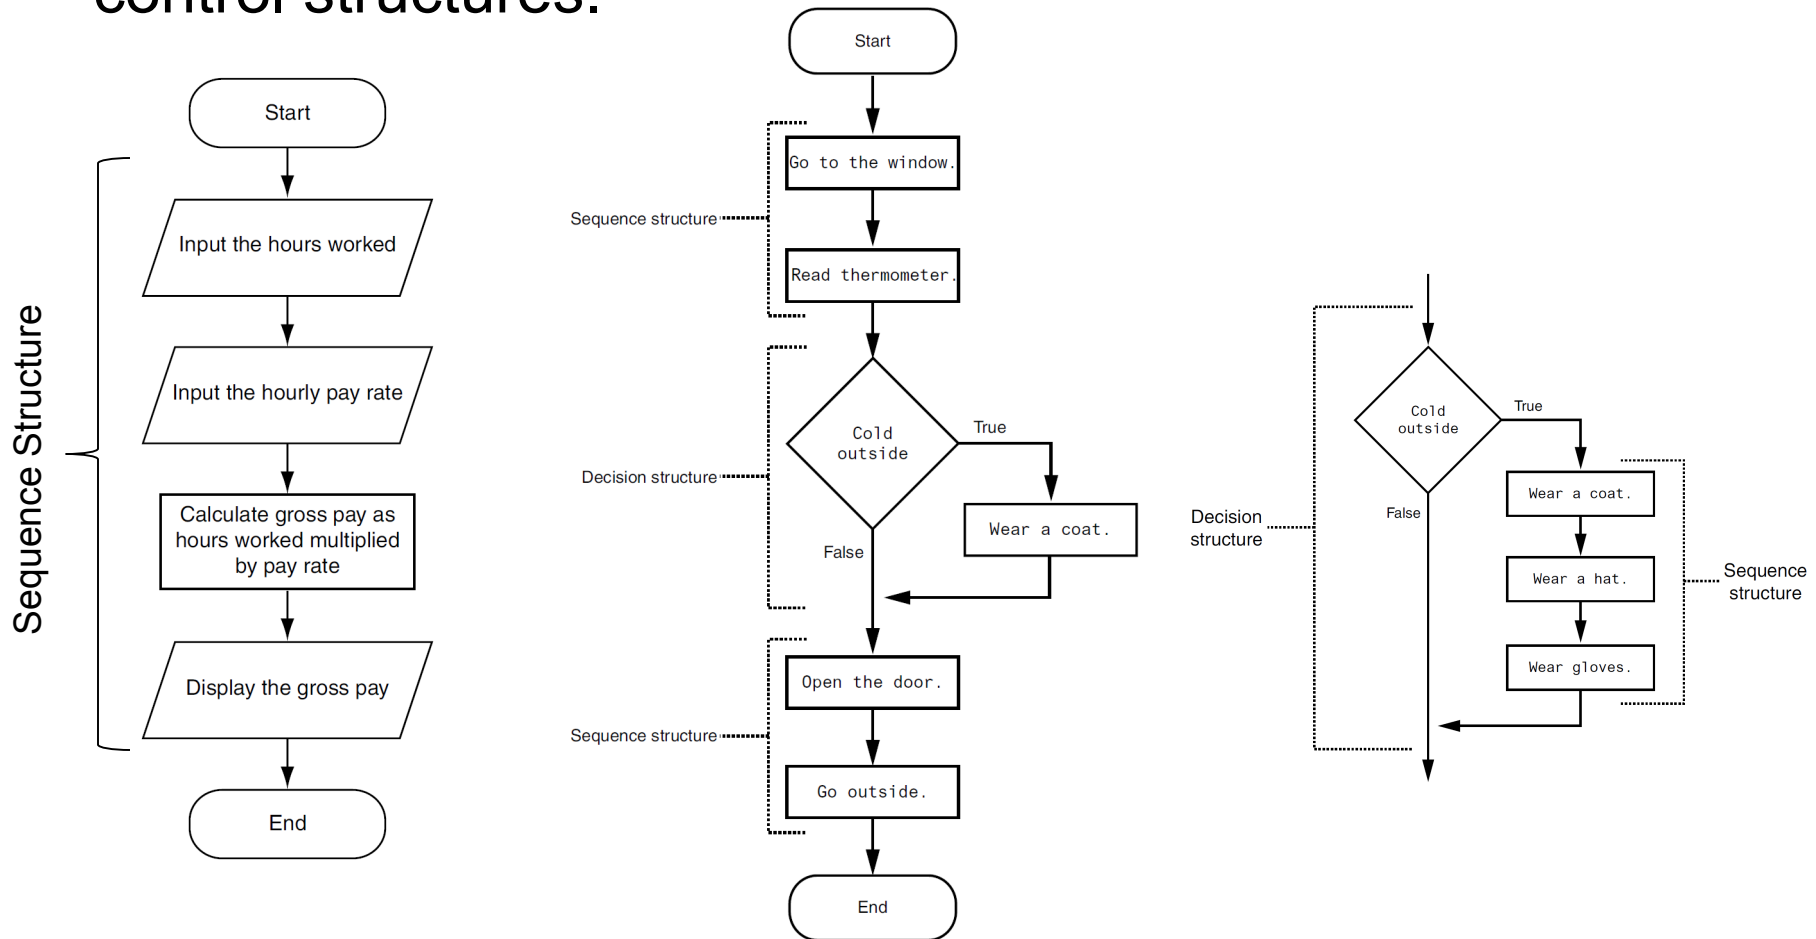 control structures.
Sequence Structure
Start
Input the hours worked
Input the hourly pay rate
Calculate gross pay as
hours worked multiplied
by pay rate
Display the gross pay
End
Start
Sequence structure
Go to the window.
Read thermometer.
Decision structure
Cold
outside
True
False
Wear a coat.
Sequence structure
Open the door.
Go outside.
End
Decision
structure
Cold
outside
True
False
Wear a coat.
Wear a hat.
Wear gloves.
Sequence
structure